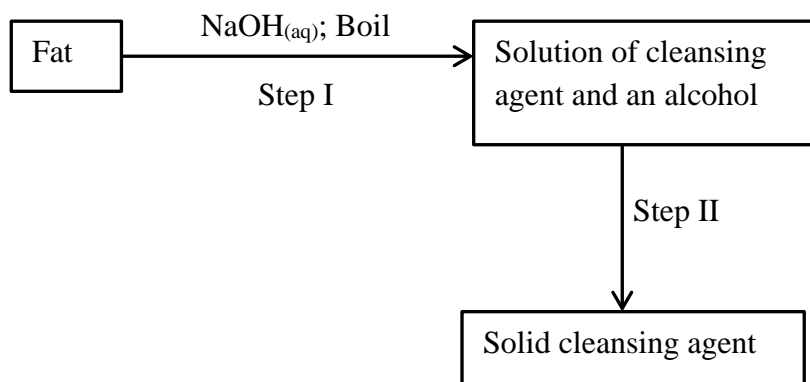 Fat
NaOH(aq); Boil
Step I
Solution of cleansing
agent and an alcohol
Step II
Solid cleansing agent